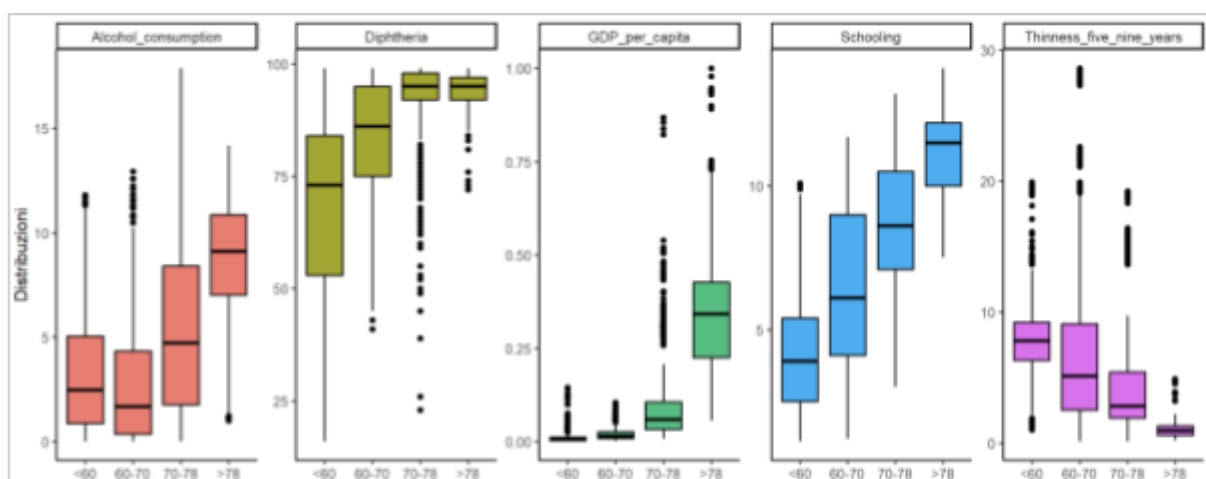 Alcohol_consumption
Diphtheria
GDP_per_capita
Schooling
Thinness_five_nine_years
Distribuzioni
15
10
5
0
100
75
50
25
1.00
0.75
0.50
0.25
0.00
10
5
30
20
10
0
<60 60-70 70-78 >78
<60 60-70 70-78 >78
<60 60-70 70-78 >78
<60 60-70 70-78 >78
<60 60-70 70-78 >78